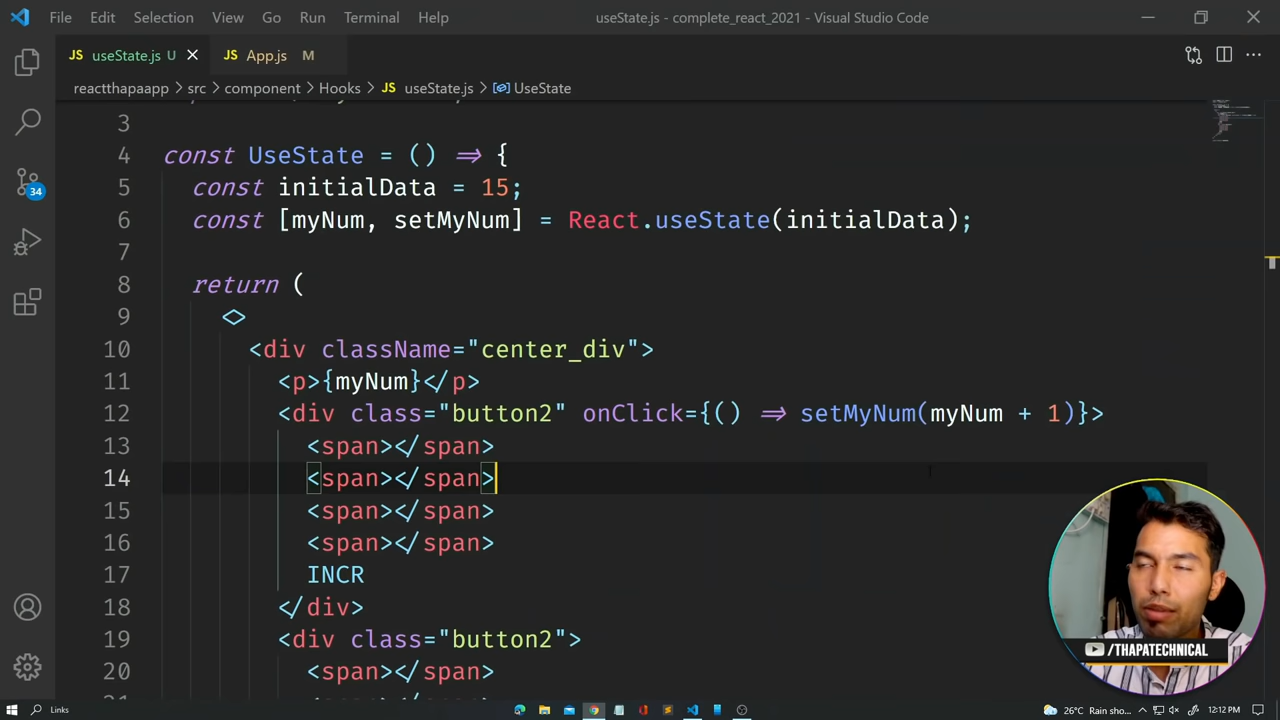 File Edit Selection View Go Run Terminal Help
useState.js - complete_react_2021 - Visual Studio Code
JS useState.js U
JS App.js M
reactthapaapp > src > component > Hooks > JS useState.js > UseState
3
4 const UseState = () => {
5 const initialData = 15;
6 const [myNum, setMyNum] = React.useState(initialData);
7
8 return (
9 <>
10 <div className="center_div">
11 <p>{myNum}</p>
12 <div class="button2" onClick={() => setMyNum(myNum + 1)}>
13 <span></span>
14 <span></span>
15 <span></span>
16 <span></span>
17 INCR
18 </div>
19 <div class="button2">
20 <span></span>
34
/THAPATECHNICAL
Links
26°C Rain sho... 12:12 PM